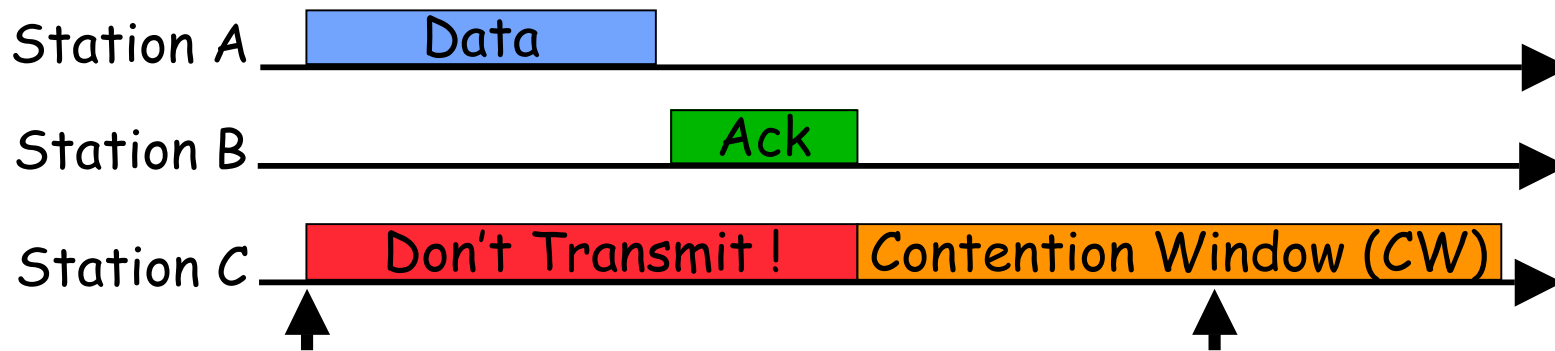 Station A Data
Station B Ack
Station C Don't Transmit ! Contention Window (CW)